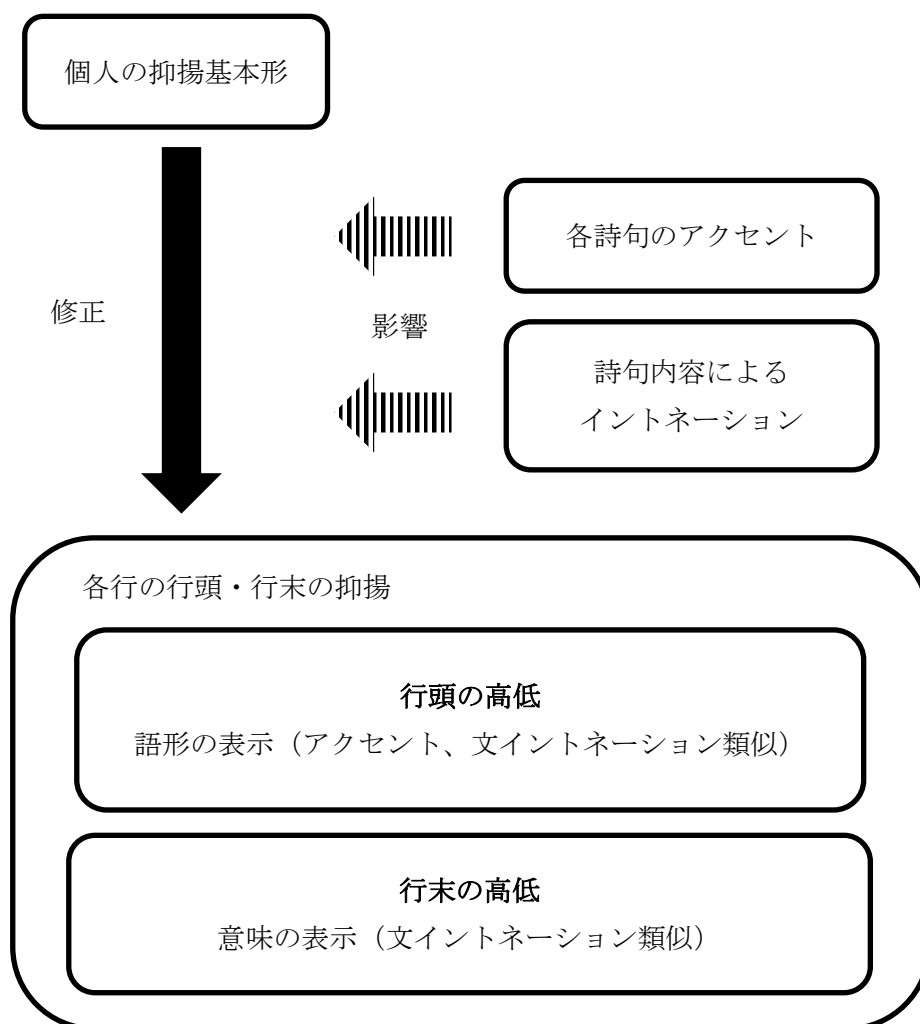 個人の抑揚基本形
各詩句のアクセント
修正
影響
詩句内容による
イントネーション
各行の行頭・行末の抑揚
行頭の高低
語形の表示（アクセント、文イントネーション類似）
行末の高低
意味の表示（文イントネーション類似）